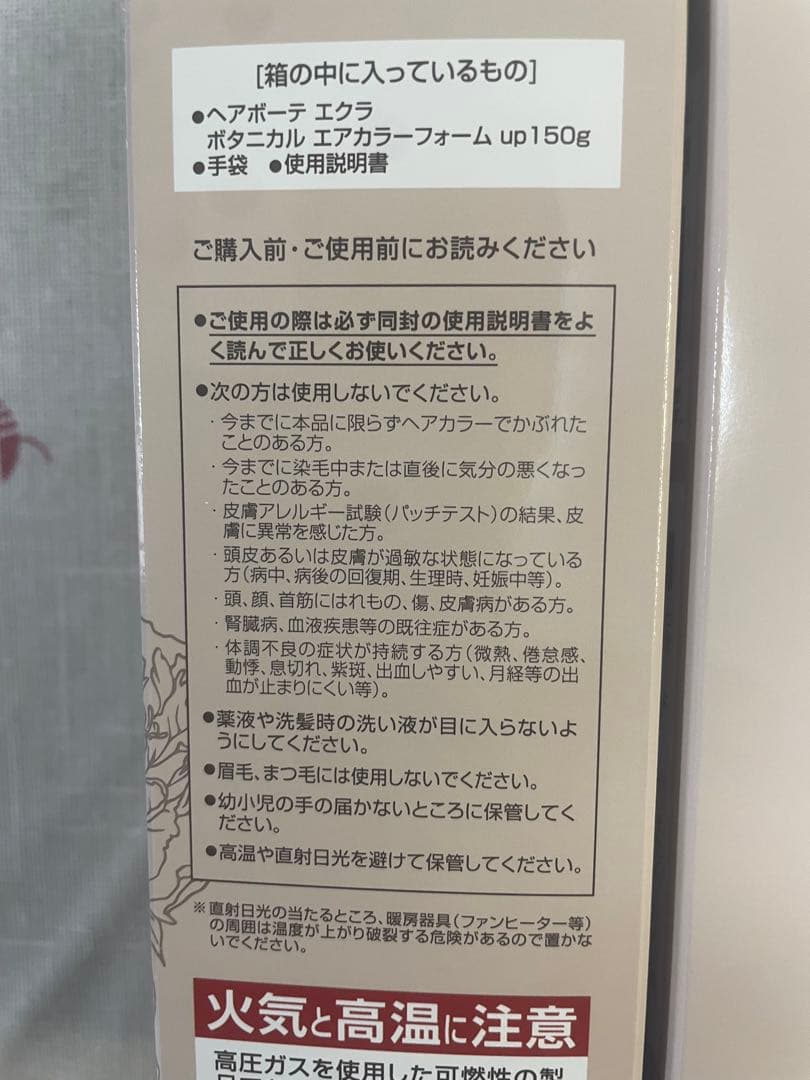 [箱の中に入っているもの]
●ヘアボーテ エクラ
ボタニカル エアカラーフォーム up150g
●手袋 ●使用説明書
ご購入前・ご使用前にお読みください
●ご使用の際は必ず同封の使用説明書をよ
く読んで正しくお使いください。
●次の方は使用しないでください。
・今までに本品に限らずヘアカラーでかぶれた
ことのある方。
・今までに染毛中または直後に気分の悪くなっ
たことのある方。
・皮膚アレルギー試験(パッチテスト)の結果、皮
膚に異常を感じた方。
・頭皮あるいは皮膚が過敏な状態になっている
方(病中、病後の回復期、生理時、妊娠中等)。
・頭、顔、首筋にはれもの、傷、皮膚病がある方。
・腎臓病、血液疾患等の既往症がある方。
・体調不良の症状が持続する方(微熱、倦怠感、
動悸、息切れ、紫斑、出血しやすい、月経等の出
血が止まりにくい等)。
●薬液や洗髪時の洗い液が目に入らないよ
うにしてください。
●眉毛、まつ毛には使用しないでください。
●幼小児の手の届かないところに保管してく
ださい。
●高温や直射日光を避けて保管してください。
※直射日光の当たるところ、暖房器具(ファンヒーター等)
の周囲は温度が上がり破裂する危険があるので置かな
いでください。
火気と高温に注意
高圧ガスを使用した可燃性の製